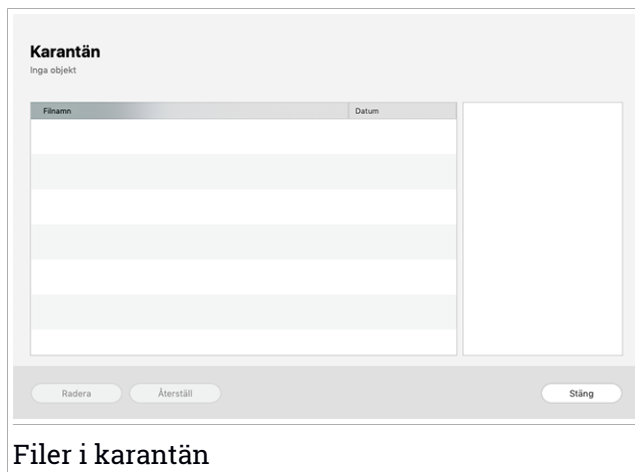 Karantän
Inga objekt
Filnamn Datum
Radera Återställ Stäng
Filer i karantän